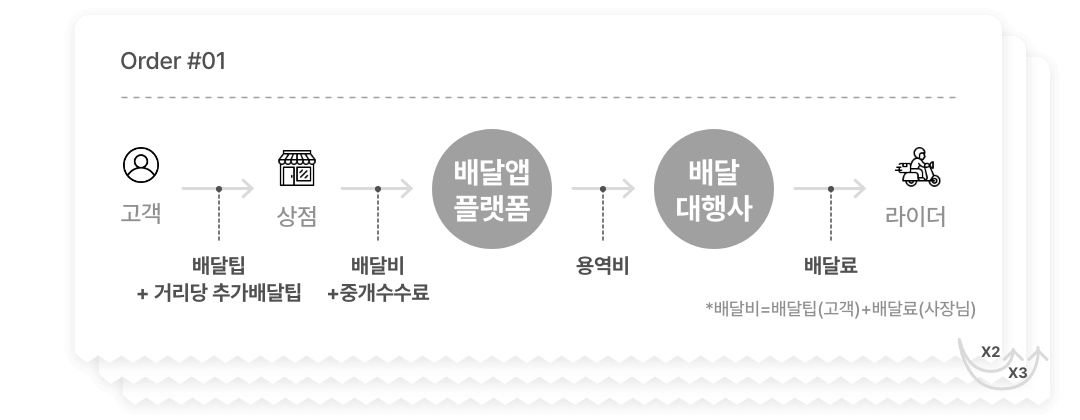 Order #01
고객
상점
배달앱
플랫폼
배달
대행사
라이더
배달팁
+ 거리당 추가배달팁
배달비
+중개수수료
용역비
배달료
*배달비=배달팁(고객)+배달료(사장님)
X2
X3